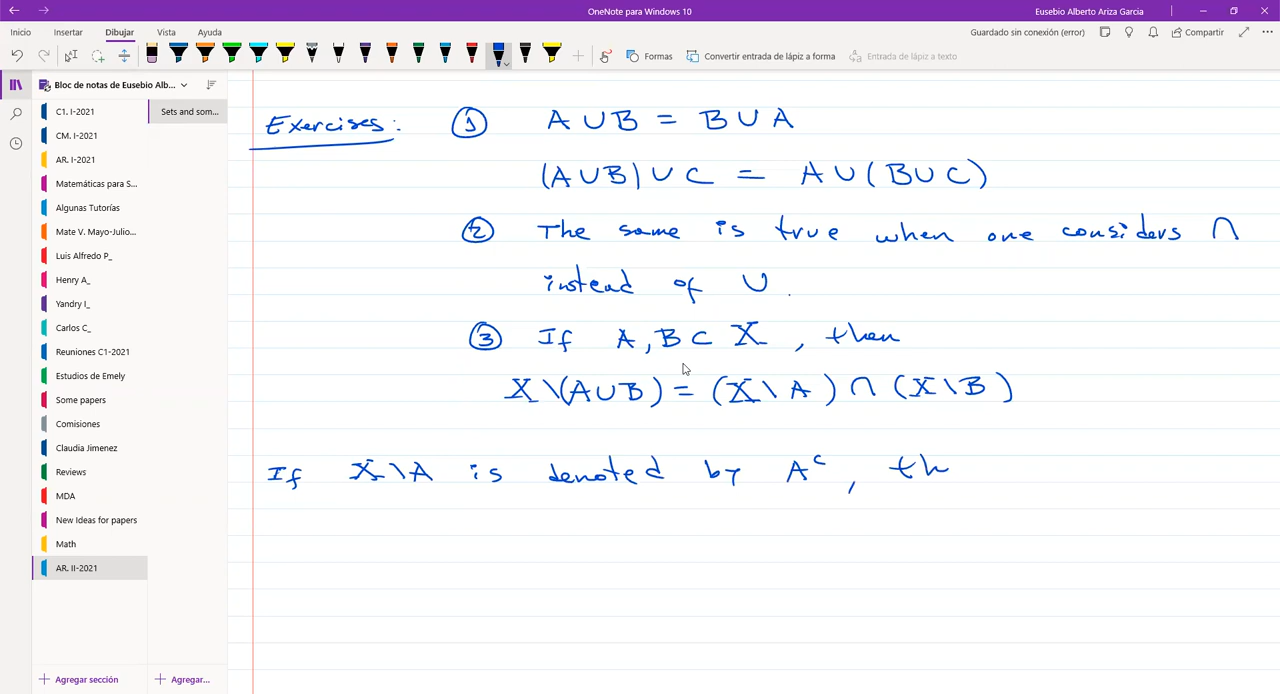 OneNote para Windows 10
Eusebio Alberto Ariza Garcia
Inicio Insertar Dibujar Vista Ayuda
Guardado sin conexión (error)
Compartir
Formas
Convertir entrada de lápiz a forma
Entrada de lápiz a texto
Bloc de notas de Eusebio Alb...
C1. I-2021
CM. I-2021
AR. I-2021
Matemáticas para S...
Algunas Tutorías
Mate V. Mayo-Julio...
Luis Alfredo P_
Henry A_
Yandry I_
Carlos C_
Reuniones C1-2021
Estudios de Emely
Some papers
Comisiones
Claudia Jimenez
Reviews
MDA
New Ideas for papers
Math
AR. II-2021
Agregar sección
Sets and som...
Agregar...
Exercises: ① A ∪ B = B ∪ A
(A ∪ B) ∪ C = A ∪ (B ∪ C)
② The same is true when one considers ∩
instead of ∪.
③ If A, B ⊂ X, then
X \ (A ∪ B) = (X \ A) ∩ (X \ B)
If X \ A is denoted by Aᶜ, th